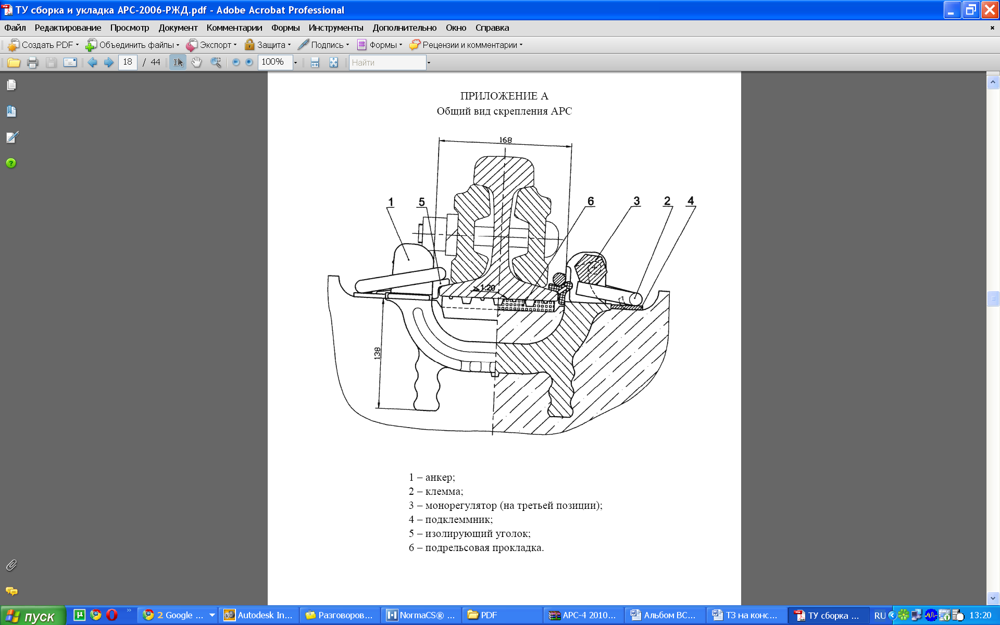 ТУ сборка и укладка АРС-2006-РЖД.pdf - Adobe Acrobat Professional
Файл Редактирование Просмотр Документ Комментарии Формы Инструменты Дополнительно Окно Справка
Создать PDF Объединить файлы Экспорт Защита Подпись Формы Рецензии и комментарии
18 / 44 100% Найти
ПРИЛОЖЕНИЕ А
Общий вид скрепления АРС
168
1 5 6 3 2 4
1:20
138
1 – анкер;
2 – клемма;
3 – монорегулятор (на третьей позиции);
4 – подклеммник;
5 – изолирующий уголок;
6 – подрельсовая прокладка.
пуск 2 Google ... Autodesk In... Разговоров... NormaCS® ... PDF АРС-4 2010... Альбом ВС... ТЗ на конс... ТУ сборка ... RU 13:20